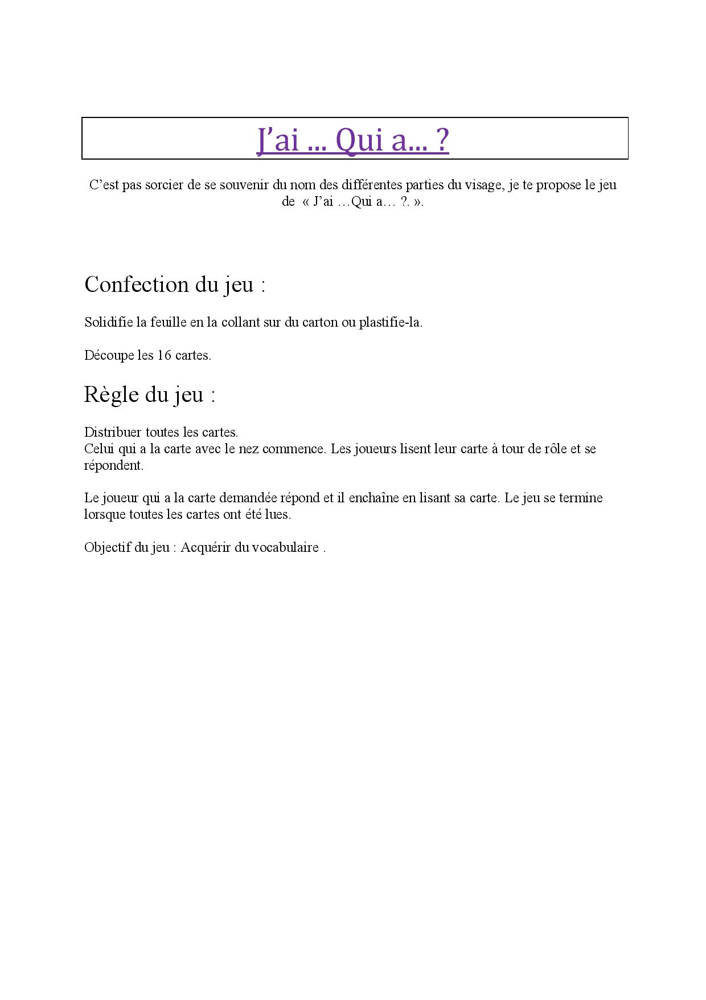 J’ai ... Qui a... ?
C’est pas sorcier de se souvenir du nom des différentes parties du visage, je te propose le jeu
de « J’ai …Qui a… ?. ».
Confection du jeu :
Solidifie la feuille en la collant sur du carton ou plastifie-la.
Découpe les 16 cartes.
Règle du jeu :
Distribuer toutes les cartes.
Celui qui a la carte avec le nez commence. Les joueurs lisent leur carte à tour de rôle et se
répondent.
Le joueur qui a la carte demandée répond et il enchaîne en lisant sa carte. Le jeu se termine
lorsque toutes les cartes ont été lues.
Objectif du jeu : Acquérir du vocabulaire .